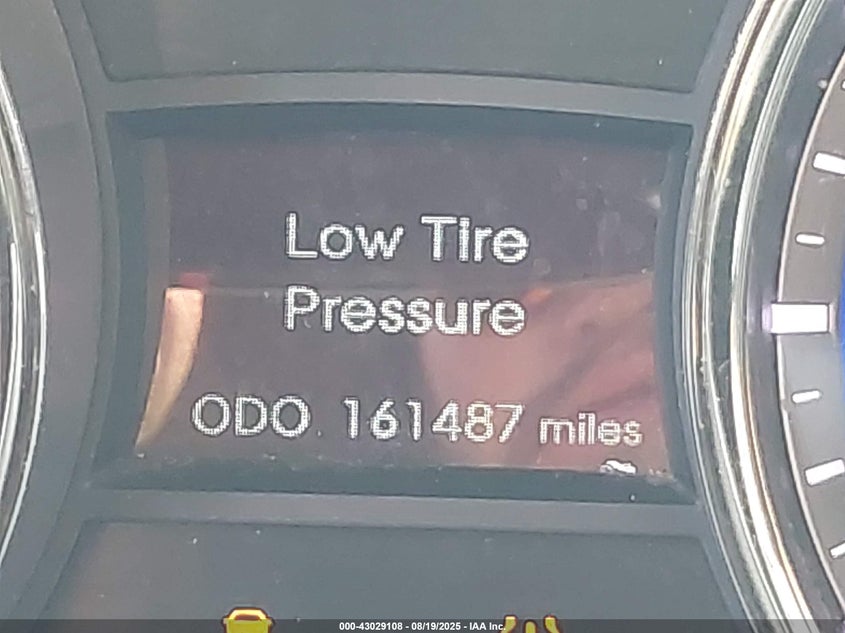 Low Tire
Pressure
ODO 161487 miles
000-43029108 - 08/19/2025 - IAA Inc.